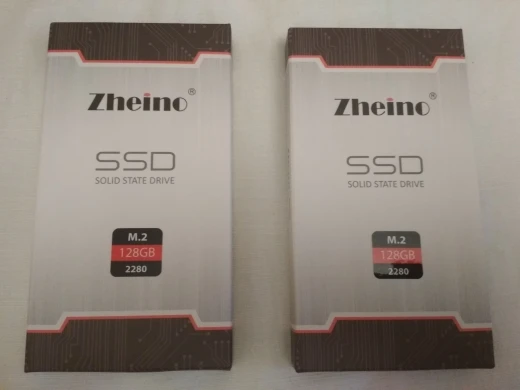 Zheino®
SSD
SOLID STATE DRIVE
M.2
128GB
2280
Zheino®
SSD
SOLID STATE DRIVE
M.2
128GB
2280